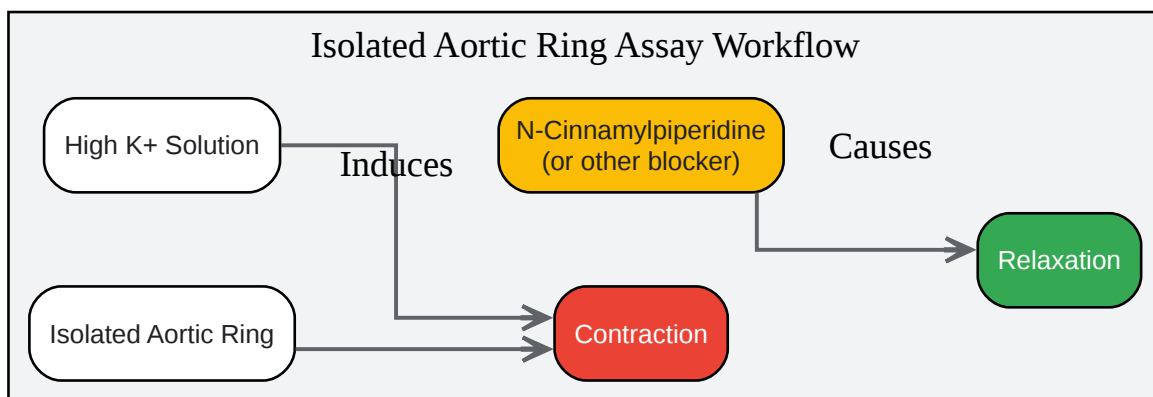 Isolated Aortic Ring Assay Workflow
High K+ Solution
Induces
N-Cinnamylpiperidine
(or other blocker)
Causes
Relaxation
Isolated Aortic Ring
Contraction